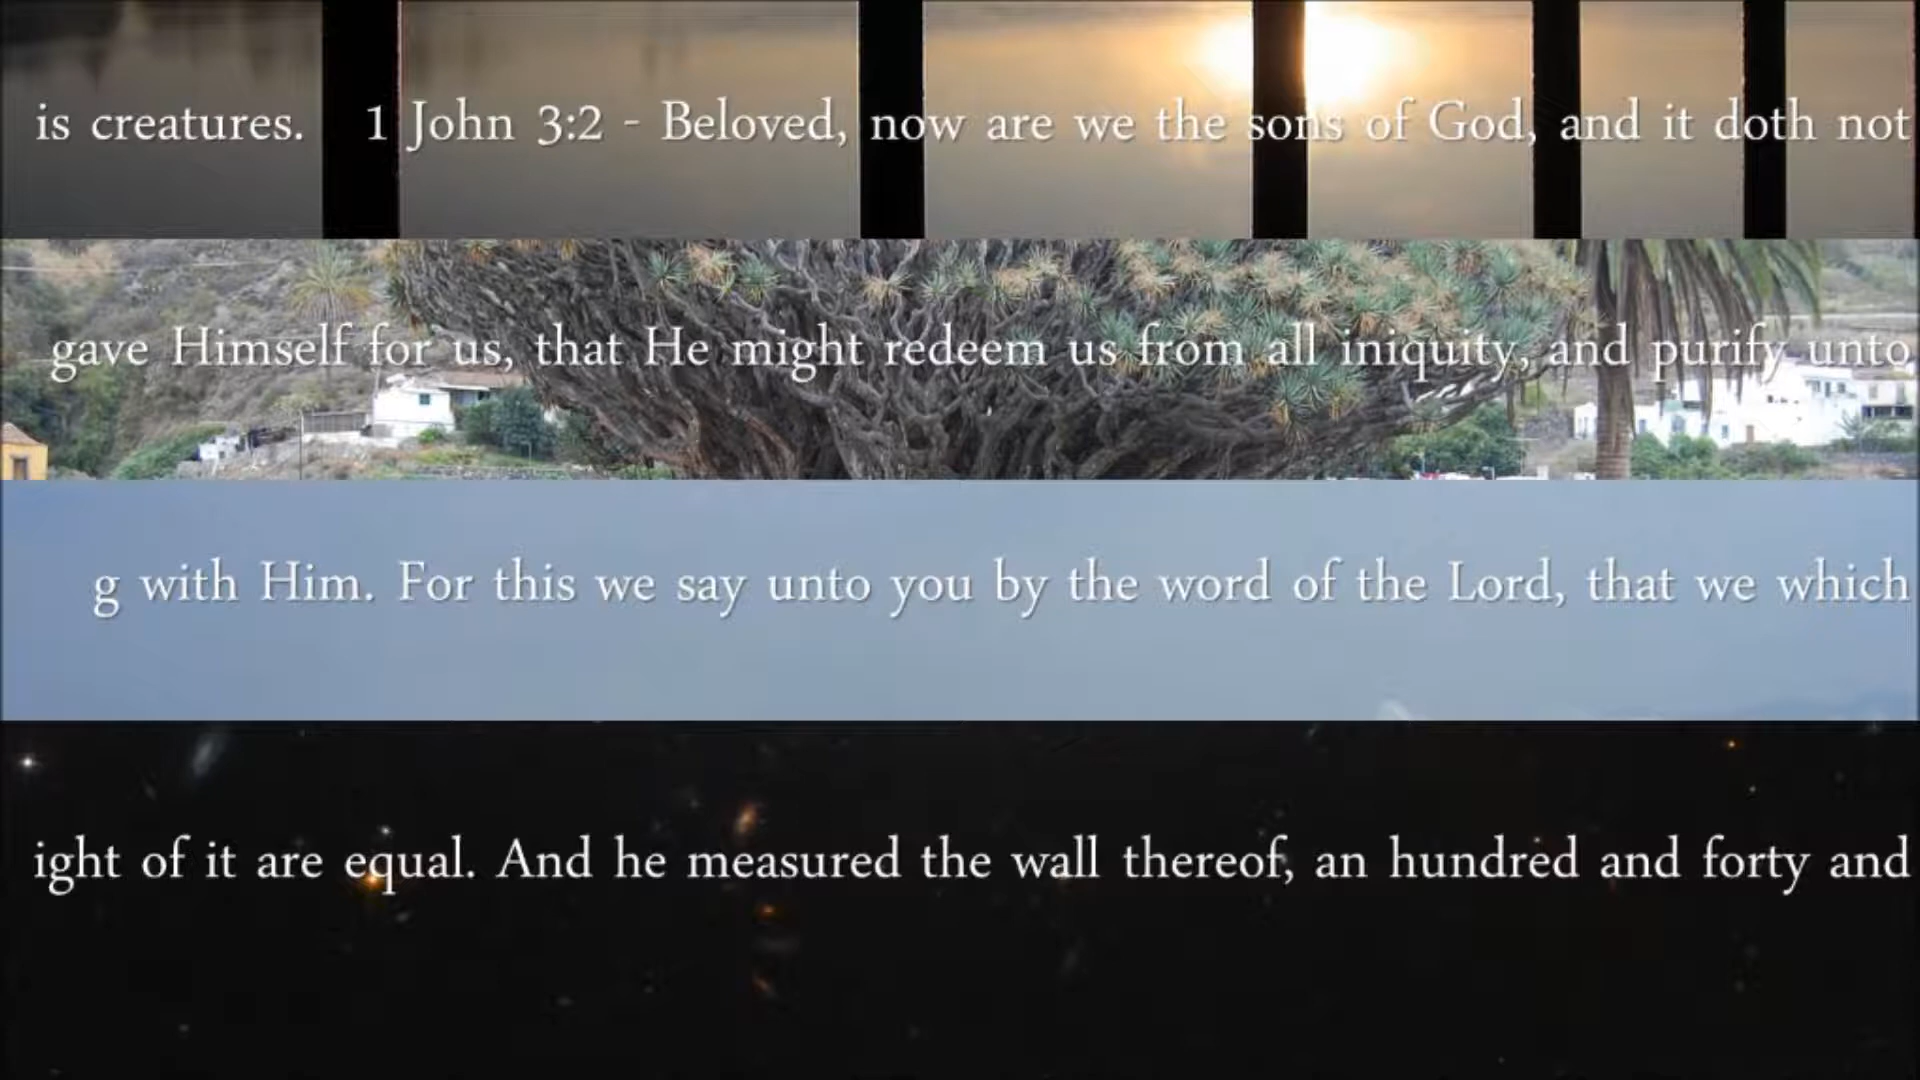 is creatures. 1 John 3:2 - Beloved, now are we the sons of God, and it doth not
gave Himself for us, that He might redeem us from all iniquity, and purify unto
g with Him. For this we say unto you by the word of the Lord, that we which
ight of it are equal. And he measured the wall thereof, an hundred and forty and